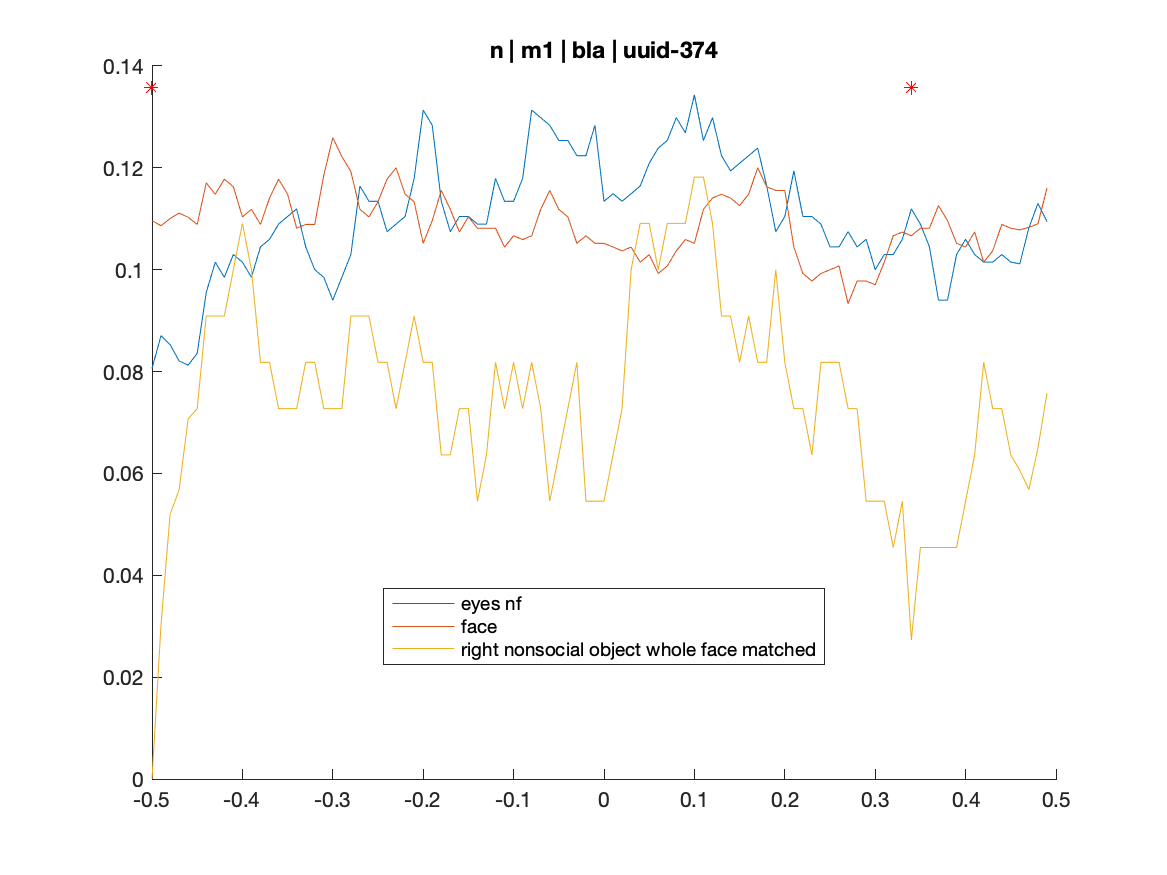 n | m1 | bla | uuid-374
0.14
0.12
0.1
0.08
0.06
0.04
0.02
0
eyes nf
face
right nonsocial object whole face matched
-0.5 -0.4 -0.3 -0.2 -0.1 0 0.1 0.2 0.3 0.4 0.5